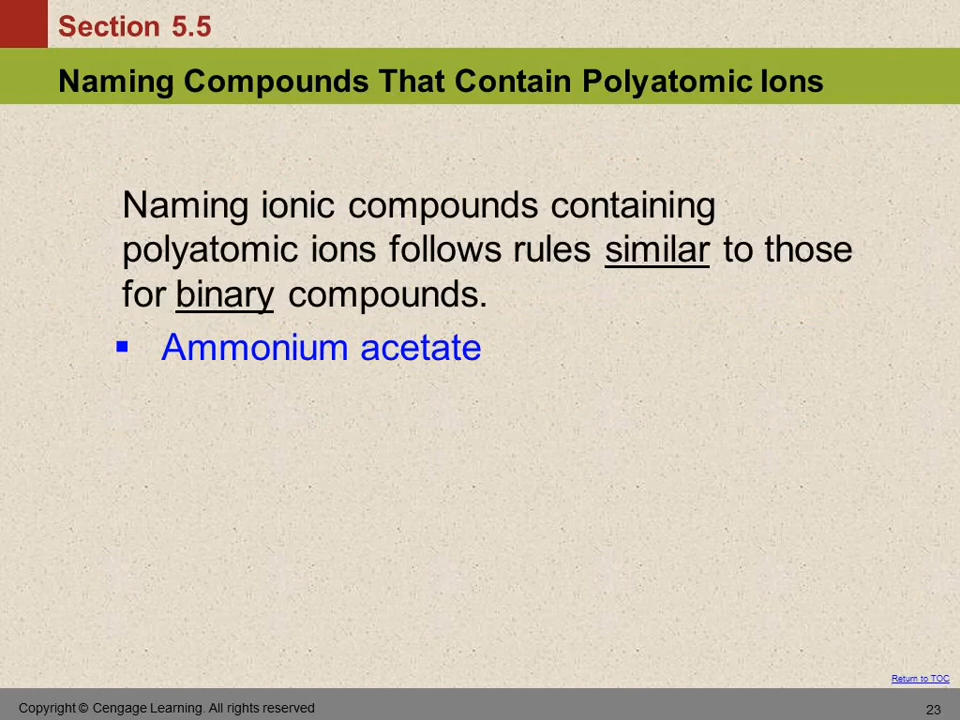 Section 5.5
Naming Compounds That Contain Polyatomic Ions
Naming ionic compounds containing
polyatomic ions follows rules similar to those
for binary compounds.
▪ Ammonium acetate
Return to TOC
Copyright © Cengage Learning. All rights reserved
23